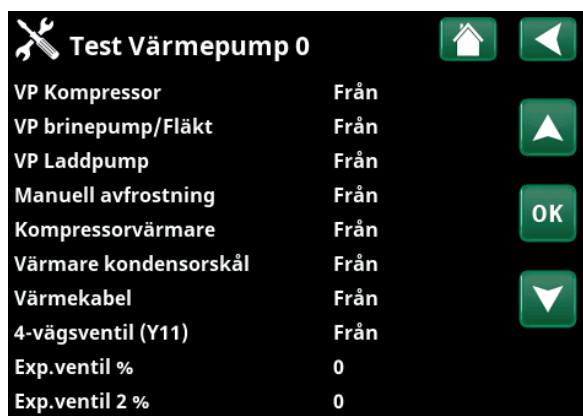 Test Värmepump 0
VP Kompressor Från
VP brinepump/Fläkt Från
VP Laddpump Från
Manuell avfrostning Från
Kompressorvärmare Från
OK
Värmare kondensorskål Från
Värmekabel Från
4-vägsventil (Y11) Från
Exp.ventil % 0
Exp.ventil 2 % 0